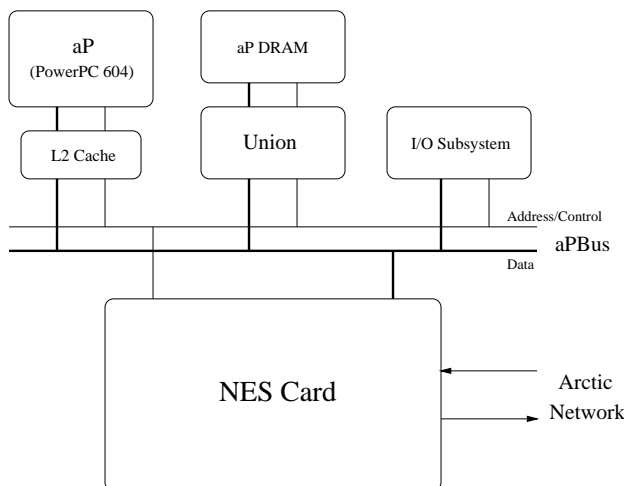 aP
(PowerPC 604)
aP DRAM
L2 Cache
Union
I/O Subsystem
Address/Control
aPBus
Data
NES Card
Arctic
Network